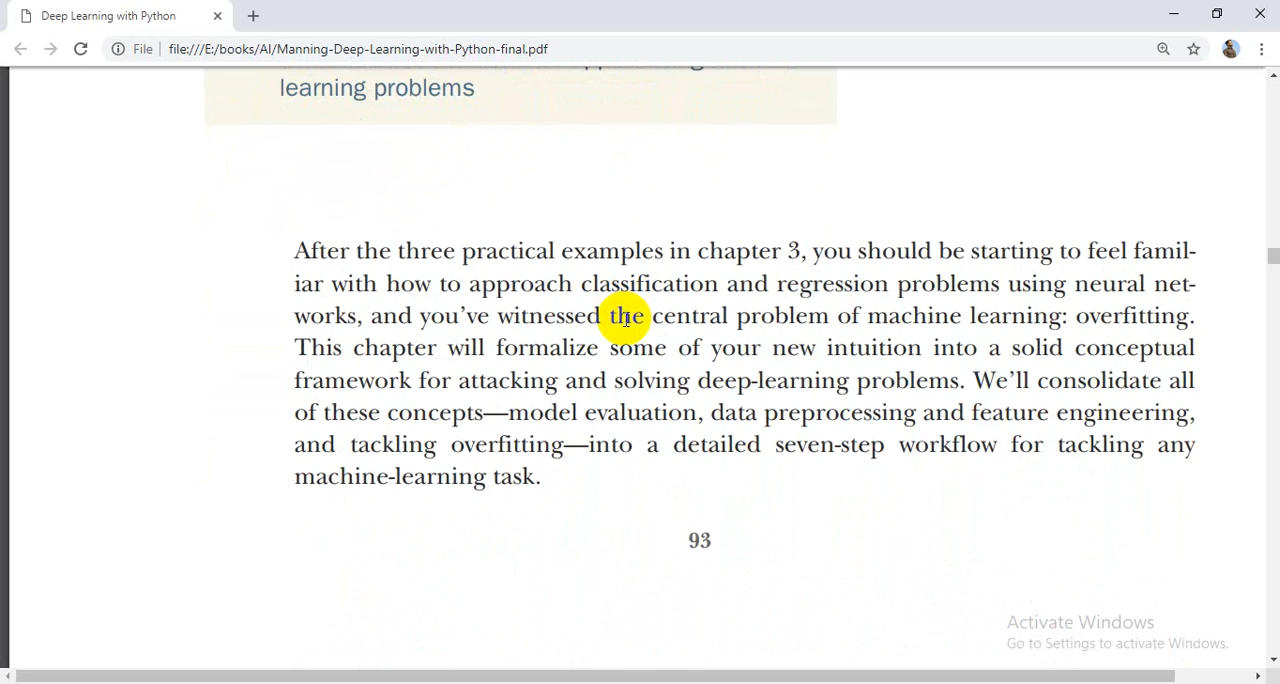 Deep Learning with Python
File
file:///E:/books/AI/Manning-Deep-Learning-with-Python-final.pdf
learning problems
After the three practical examples in chapter 3, you should be starting to feel famil-
iar with how to approach classification and regression problems using neural net-
works, and you’ve witnessed the central problem of machine learning: overfitting.
This chapter will formalize some of your new intuition into a solid conceptual
framework for attacking and solving deep-learning problems. We’ll consolidate all
of these concepts—model evaluation, data preprocessing and feature engineering,
and tackling overfitting—into a detailed seven-step workflow for tackling any
machine-learning task.
93
Activate Windows
Go to Settings to activate Windows.